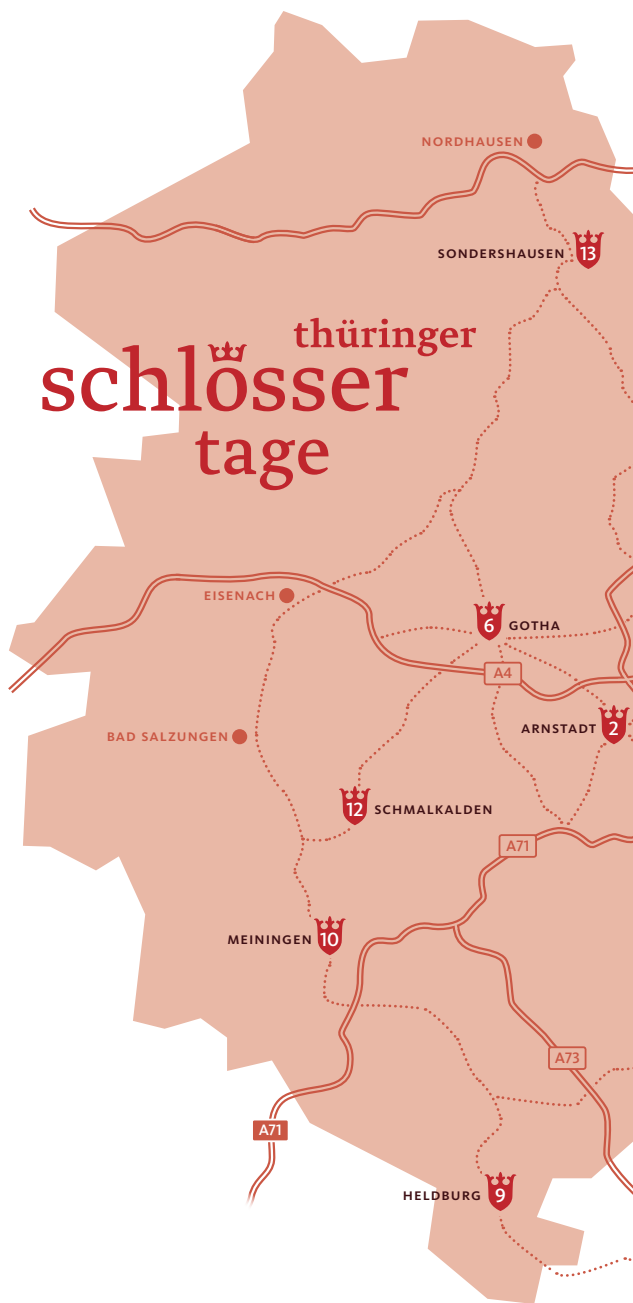 NORDHAUSEN
SONDERSHAUSEN 13
thüringer
schlösser
tage
EISENACH
6 GOTHA
A4
ARNSTADT 2
BAD SALZUNGEN
12 SCHMALKALDEN
A71
MEININGEN 10
A73
A71
HELDBURG 9